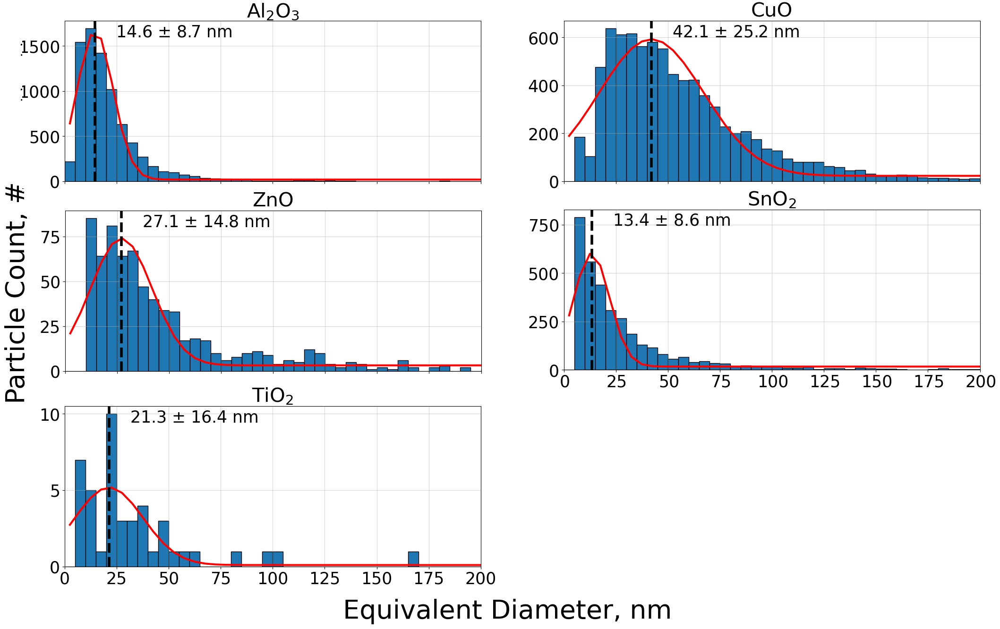 Al₂O₃
14.6 ± 8.7 nm
1500
1000
500
0
CuO
42.1 ± 25.2 nm
600
400
200
0
ZnO
27.1 ± 14.8 nm
75
50
25
0
SnO₂
13.4 ± 8.6 nm
750
500
250
0
0 25 50 75 100 125 150 175 200
TiO₂
21.3 ± 16.4 nm
10
5
0
0 25 50 75 100 125 150 175 200
Particle Count, #
Equivalent Diameter, nm